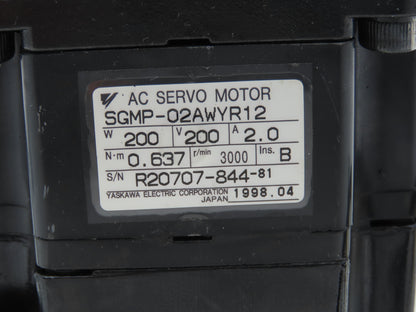 AC SERVO MOTOR
SGMP-02AWYR12
W 200 V 200 A 2.0
N·m 0.637 r/min 3000 Ins. B
S/N R20707-844-81
YASKAWA ELECTRIC CORPORATION 1998.04
JAPAN